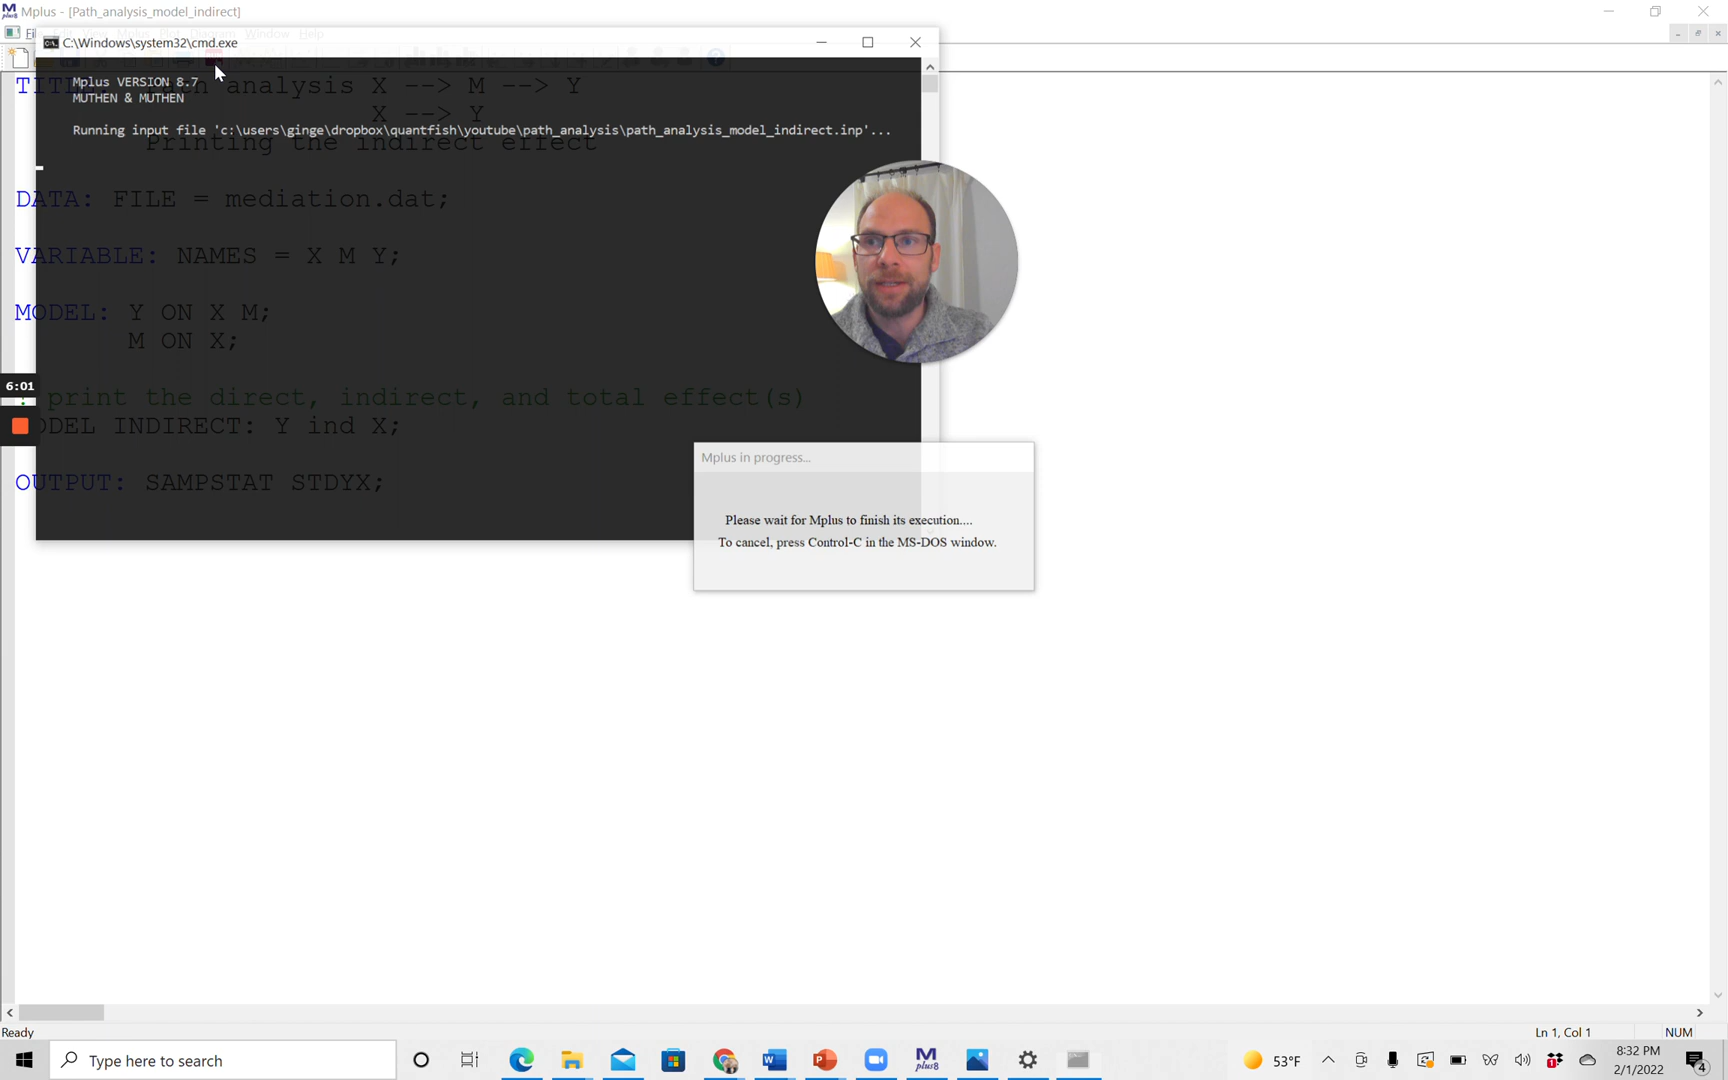 Mplus - [Path_analysis_model_indirect]
Window Help
C:\Windows\system32\cmd.exe
Mplus VERSION 8.7
MUTHEN & MUTHEN
Running input file 'c:\users\ginge\dropbox\quantfish\youtube\path_analysis\path_analysis_model_indirect.inp'...
analysis X --> M --> Y
X --> Y
Printing the indirect effect
DATA: FILE = mediation.dat;
VARIABLE: NAMES = X M Y;
MODEL: Y ON X M;
M ON X;
6:01
print the direct, indirect, and total effect(s)
ODEL INDIRECT: Y ind X;
OUTPUT: SAMPSTAT STDYX;
Mplus in progress...
Please wait for Mplus to finish its execution....
To cancel, press Control-C in the MS-DOS window.
Ready
Ln 1, Col 1
NUM
Type here to search
53°F
8:32 PM
2/1/2022
4